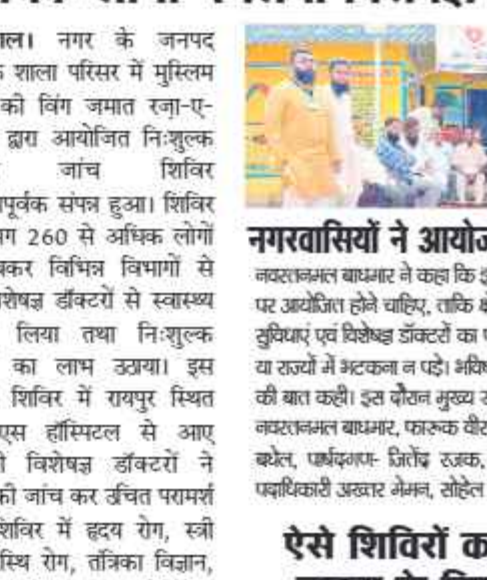 ाल। नगर के जनपद
शाला परिसर में मुस्लिम
की विंग जमात रजा-ए-
द्वारा आयोजित निःशुल्क
जांच शिविर
पूर्वक संपन्न हुआ। शिविर
ग 260 से अधिक लोगों
कर विभिन्न विभागों से
शेषज्ञ डॉक्टरों से स्वास्थ्य
लिया तथा निःशुल्क
का लाभ उठाया। इस
शिविर में रायपुर स्थित
एस हॉस्पिटल से आए
विशेषज्ञ डॉक्टरों ने
की जांच कर उचित परामर्श
शिविर में हृदय रोग, स्त्री
स्थि रोग, तंत्रिका विज्ञान,
नगरवासियों ने आयोज
नवरतनमल बाघमार ने कहा कि इ
पर आयोजित होने चाहिए, ताकि क्षे
सुविधाएं एवं विशेषज्ञ डॉक्टरों का प
या राज्यों में भटकना न पड़े। भविष
की बात कही। इस दौरान मुख्य र
नवरतनमल बाघमार, फारूक वीरा
बघेल, पार्षदगण- जितेंद्र रजक,
पदाधिकारी अख्तर मेमन, सोहेल
ऐसे शिविरों क